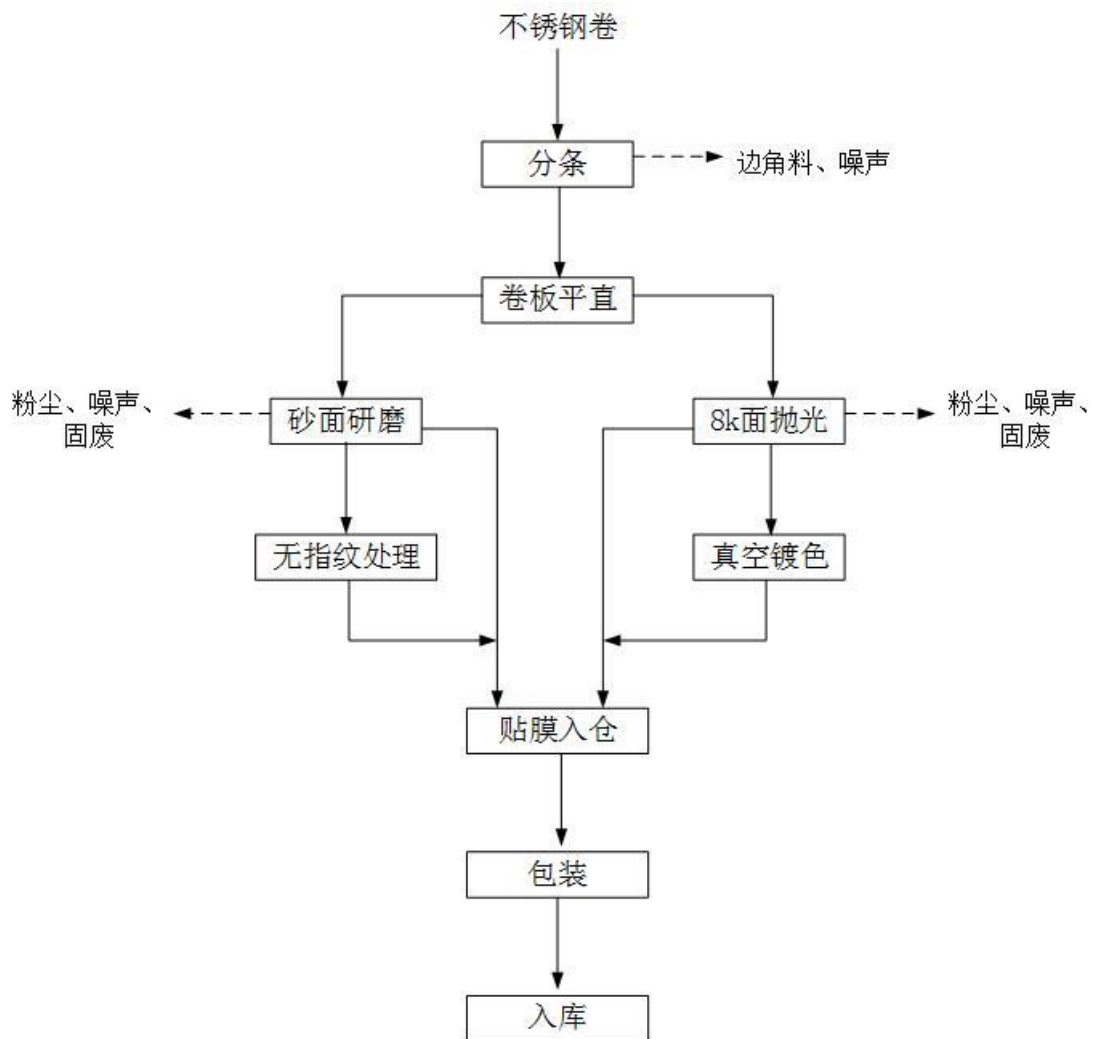 不锈钢卷
分条
边角料、噪声
卷板平直
粉尘、噪声、
固废
砂面研磨
8k面抛光
粉尘、噪声、
固废
无指纹处理
真空镀色
贴膜入仓
包装
入库